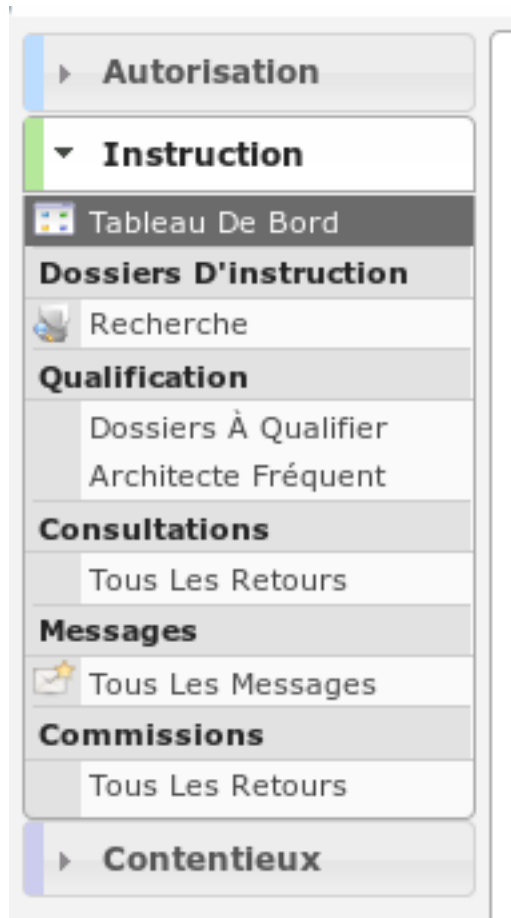 Autorisation
Instruction
Tableau De Bord
Dossiers D'instruction
Recherche
Qualification
Dossiers À Qualifier
Architecte Fréquent
Consultations
Tous Les Retours
Messages
Tous Les Messages
Commissions
Tous Les Retours
Contentieux